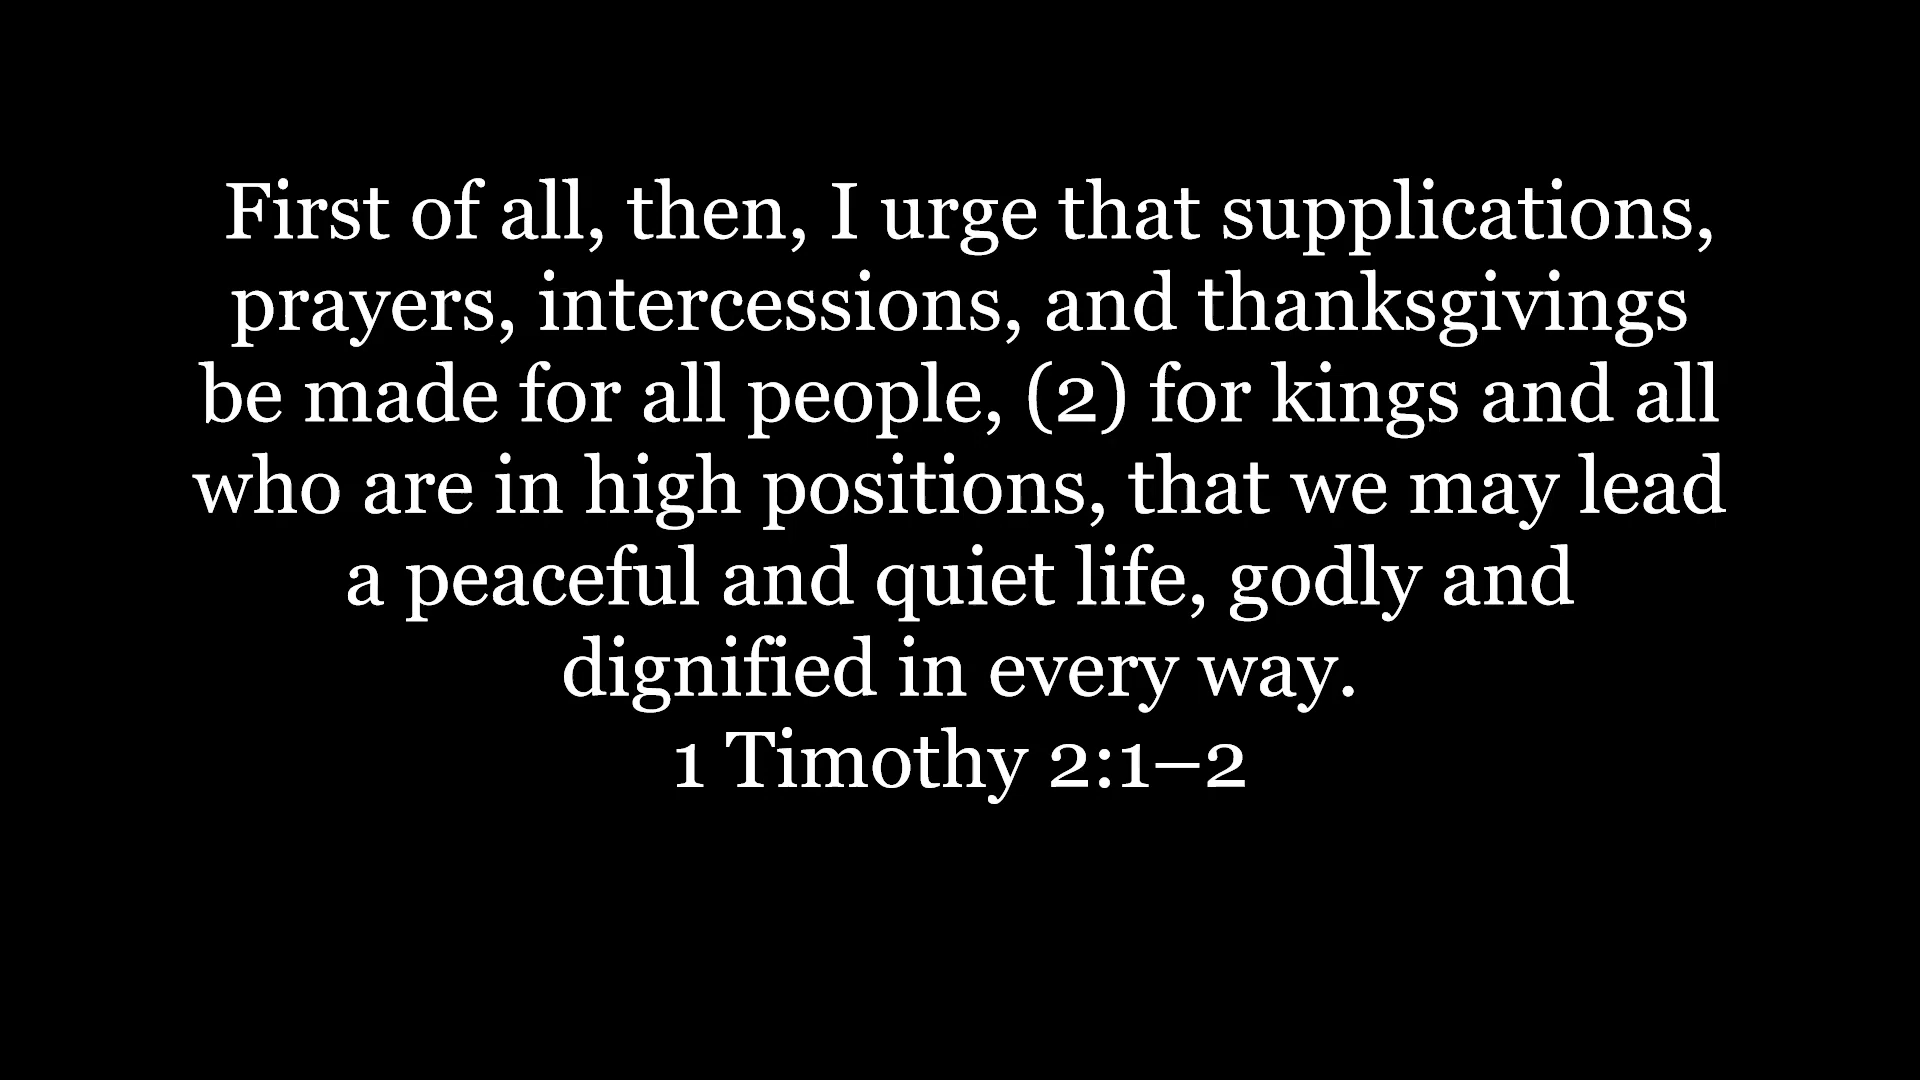 First of all, then, I urge that supplications,
prayers, intercessions, and thanksgivings
be made for all people, (2) for kings and all
who are in high positions, that we may lead
a peaceful and quiet life, godly and
dignified in every way.
1 Timothy 2:1–2